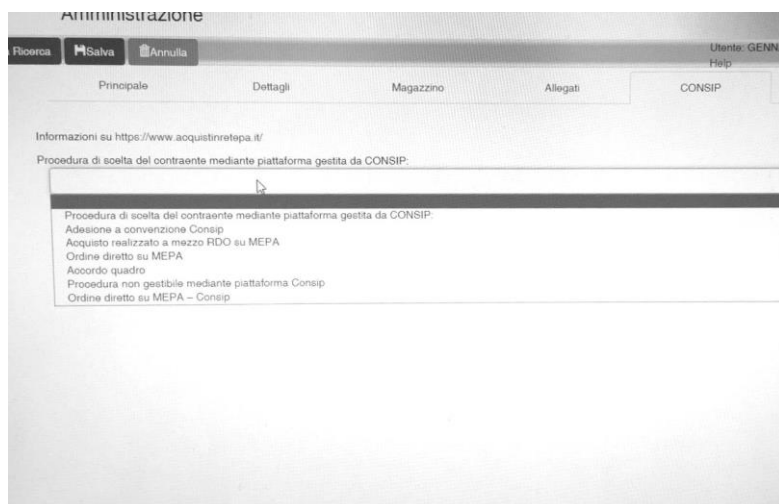 Amministrazione
Ricerca Salva Annulla
Utente: GENN
Help
Principale Dettagli Magazzino Allegati CONSIP
Informazioni su https://www.acquistinretepa.it/
Procedura di scelta del contraente mediante piattaforma gestita da CONSIP:
Procedura di scelta del contraente mediante piattaforma gestita da CONSIP:
Adesione a convenzione Consip
Acquisto realizzato a mezzo RDO su MEPA
Ordine diretto su MEPA
Accordo quadro
Procedura non gestibile mediante piattaforma Consip
Ordine diretto su MEPA – Consip